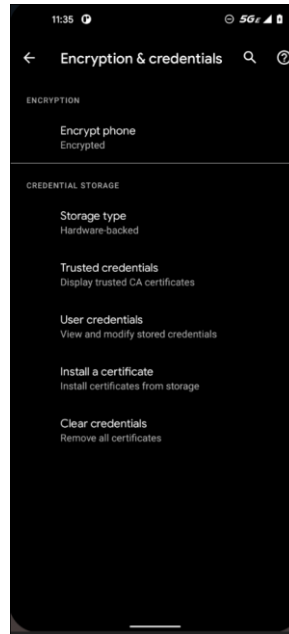 11:35
5GE
Encryption & credentials
ENCRYPTION
Encrypt phone
Encrypted
CREDENTIAL STORAGE
Storage type
Hardware-backed
Trusted credentials
Display trusted CA certificates
User credentials
View and modify stored credentials
Install a certificate
Install certificates from storage
Clear credentials
Remove all certificates